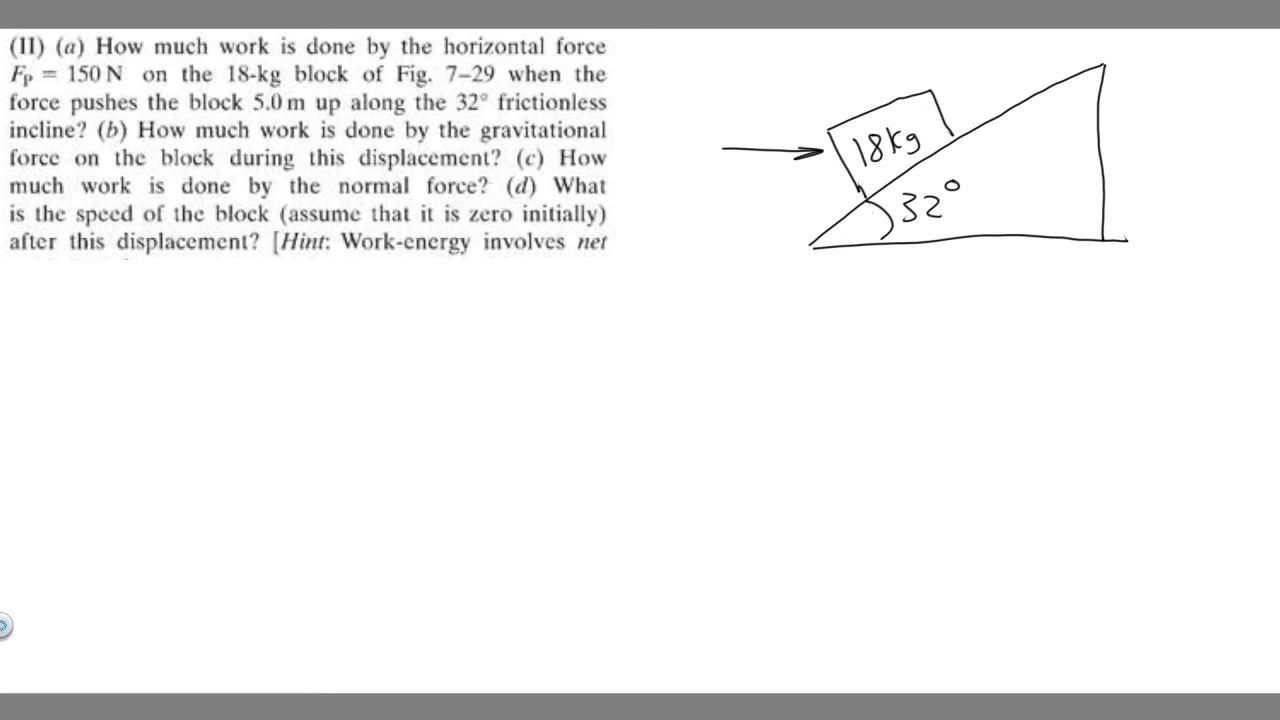 (II) (a) How much work is done by the horizontal force
F_P = 150 N on the 18-kg block of Fig. 7–29 when the
force pushes the block 5.0 m up along the 32° frictionless
incline? (b) How much work is done by the gravitational
force on the block during this displacement? (c) How
much work is done by the normal force? (d) What
is the speed of the block (assume that it is zero initially)
after this displacement? [Hint: Work-energy involves net
18kg
32°